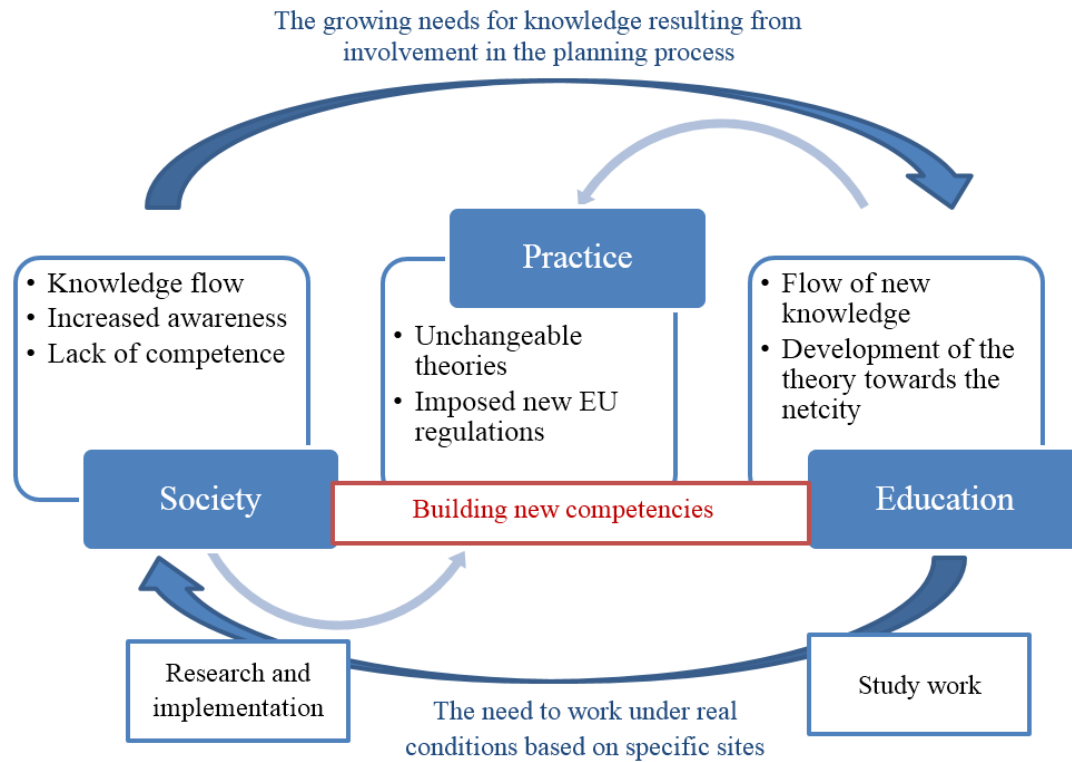 The growing needs for knowledge resulting from
involvement in the planning process
• Knowledge flow
• Increased awareness
• Lack of competence
Society
Practice
• Unchangeable
theories
• Imposed new EU
regulations
• Flow of new
knowledge
• Development of the
theory towards the
netcity
Education
Building new competencies
Research and
implementation
The need to work under real
conditions based on specific sites
Study work